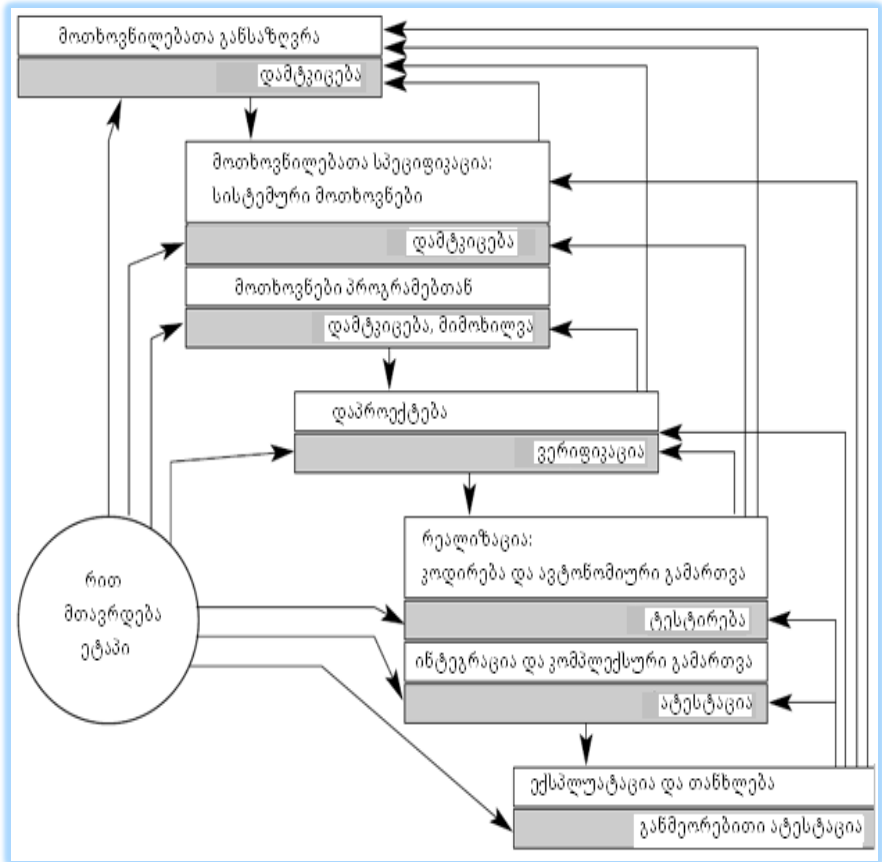 მოთხოვნილებათა განსაზღვრა
დამტკიცება
მოთხოვნილებათა სპეციფიკაცია:
სისტემური მოთხოვნები
დამტკიცება
მოთხოვნები პროგრამებთან
დამტკიცება, მიმოხილვა
დაპროექტება
ვერიფიკაცია
რეალიზაცია:
კოდირება და ავტონომიური გამართვა
ტესტირება
ინტეგრაცია და კომპლექსური გამართვა
ატესტაცია
ექსპლუატაცია და თანხლება
განმეორებითი ატესტაცია
რით
მთავრდება
ეტაპი